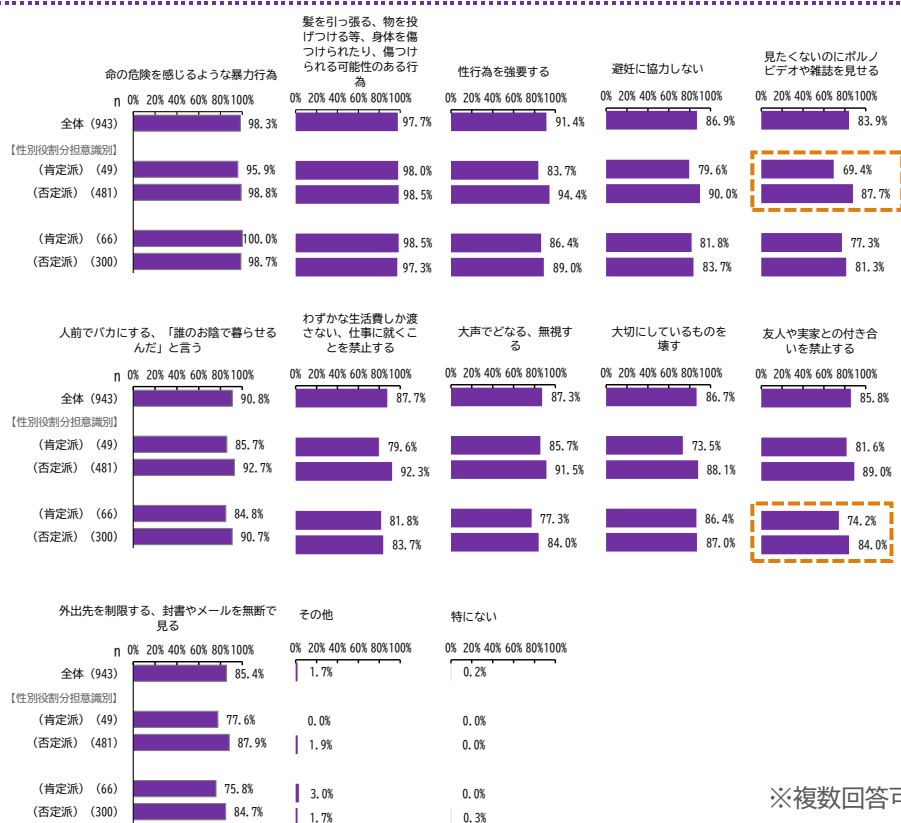 命の危険を感じるような暴力行為
n 0% 20% 40% 60% 80%100%
全体 (943) 98.3%
【性別役割分担意識別】
(肯定派) (49) 95.9%
(否定派) (481) 98.8%
(肯定派) (66) 100.0%
(否定派) (300) 98.7%
髪を引っ張る、物を投
げつける等、身体を傷
つけられたり、傷つけ
られる可能性のある行
為
0% 20% 40% 60% 80%100%
97.7%
98.0%
98.5%
98.5%
97.3%
性行為を強要する
0% 20% 40% 60% 80%100%
91.4%
83.7%
94.4%
86.4%
89.0%
避妊に協力しない
0% 20% 40% 60% 80%100%
86.9%
79.6%
90.0%
81.8%
83.7%
見たくないのにポルノ
ビデオや雑誌を見せる
0% 20% 40% 60% 80%100%
83.9%
69.4%
87.7%
77.3%
81.3%
人前でバカにする、「誰のお陰で暮らせる
んだ」と言う
n 0% 20% 40% 60% 80%100%
全体 (943) 90.8%
【性別役割分担意識別】
(肯定派) (49) 85.7%
(否定派) (481) 92.7%
(肯定派) (66) 84.8%
(否定派) (300) 90.7%
わずかな生活費しか渡
さない、仕事に就くこ
とを禁止する
0% 20% 40% 60% 80%100%
87.7%
79.6%
92.3%
81.8%
83.7%
大声でどなる、無視す
る
0% 20% 40% 60% 80%100%
87.3%
85.7%
91.5%
77.3%
84.0%
大切にしているものを
壊す
0% 20% 40% 60% 80%100%
86.7%
73.5%
88.1%
86.4%
87.0%
友人や実家との付き合
いを禁止する
0% 20% 40% 60% 80%100%
85.8%
81.6%
89.0%
74.2%
84.0%
外出先を制限する、封書やメールを無断で
見る
n 0% 20% 40% 60% 80%100%
全体 (943) 85.4%
【性別役割分担意識別】
(肯定派) (49) 77.6%
(否定派) (481) 87.9%
(肯定派) (66) 75.8%
(否定派) (300) 84.7%
その他
0% 20% 40% 60% 80%100%
1.7%
0.0%
1.9%
3.0%
1.7%
特にない
0% 20% 40% 60% 80%100%
0.2%
0.0%
0.0%
0.0%
0.3%
※複数回答可